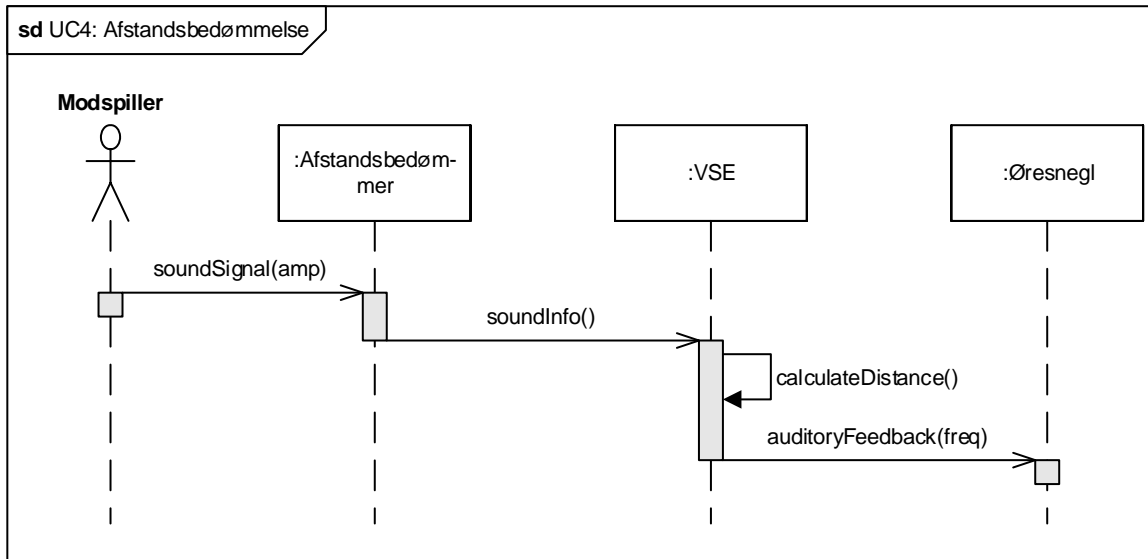 sd UC4: Afstandsbedømmelse
Modspiller
:Afstandsbedøm-
mer
:VSE
:Øresnegl
soundSignal(amp)
soundInfo()
calculateDistance()
auditoryFeedback(freq)